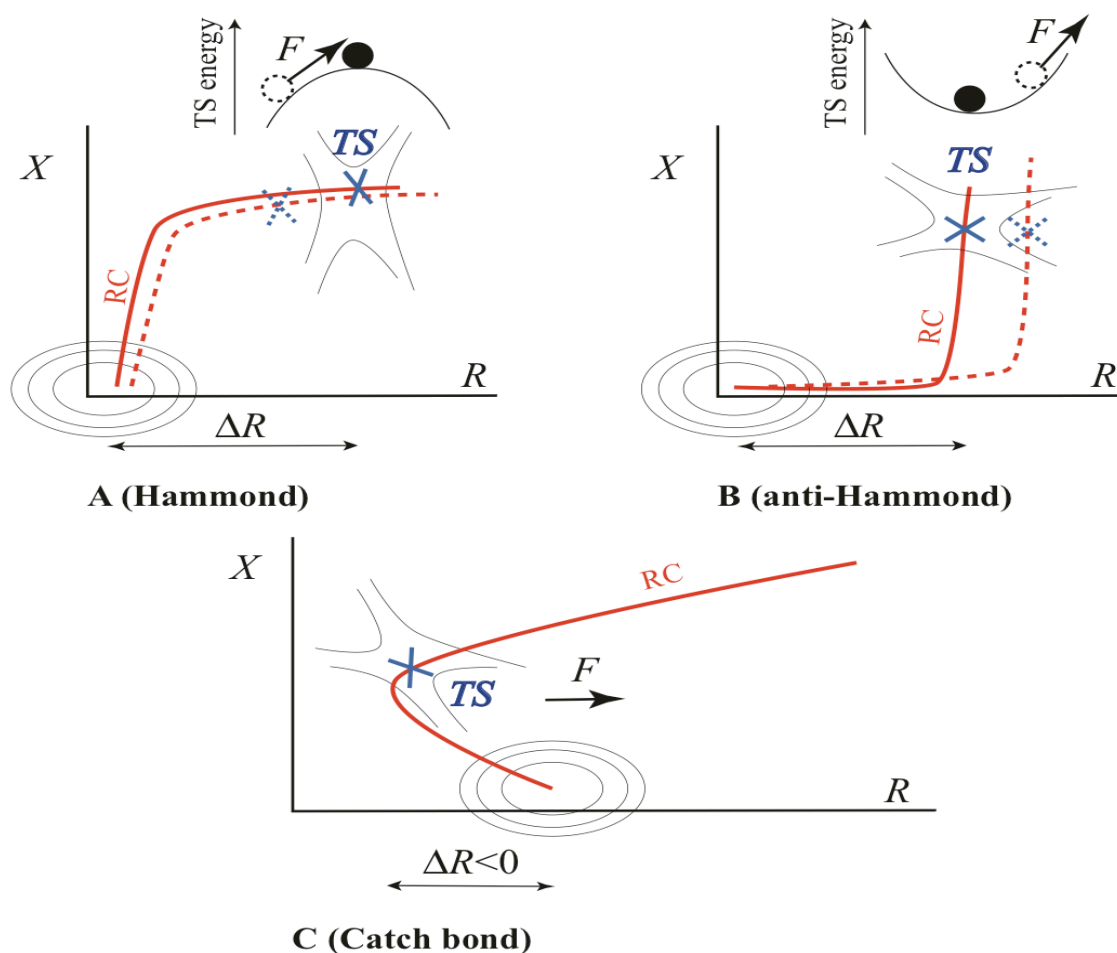 TS energy
F
TS
X
RC
R
ΔR
A (Hammond)
TS energy
F
TS
X
RC
R
ΔR
B (anti-Hammond)
X
RC
TS
F
R
ΔR<0
C (Catch bond)